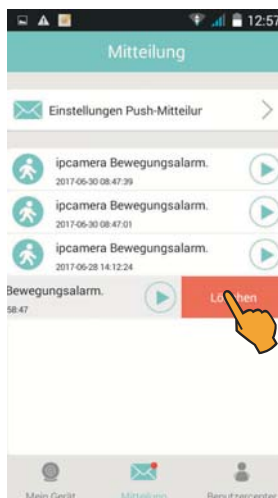 12:57
Mitteilung
Einstellungen Push-Mitteilur
ipcamera Bewegungsalarm.
2017-06-30 08:47:39
ipcamera Bewegungsalarm.
2017-06-30 08:47:01
ipcamera Bewegungsalarm.
2017-06-28 14:12:24
Bewegungsalarm.
58:47
Mein Gerät
Mitteilung
Benutzercenter